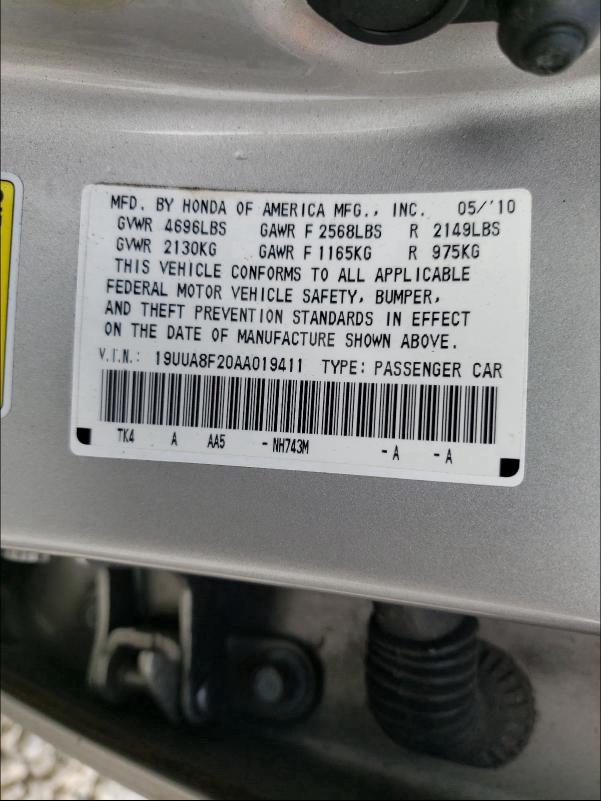 MFD. BY HONDA OF AMERICA MFG., INC. 05/'10
GVWR 4696LBS GAWR F 2568LBS R 2149LBS
GVWR 2130KG GAWR F 1165KG R 975KG
THIS VEHICLE CONFORMS TO ALL APPLICABLE
FEDERAL MOTOR VEHICLE SAFETY, BUMPER,
AND THEFT PREVENTION STANDARDS IN EFFECT
ON THE DATE OF MANUFACTURE SHOWN ABOVE.
V.I.N.: 19UUA8F20AA019411 TYPE: PASSENGER CAR
TK4 A AA5 -NH743M -A -A